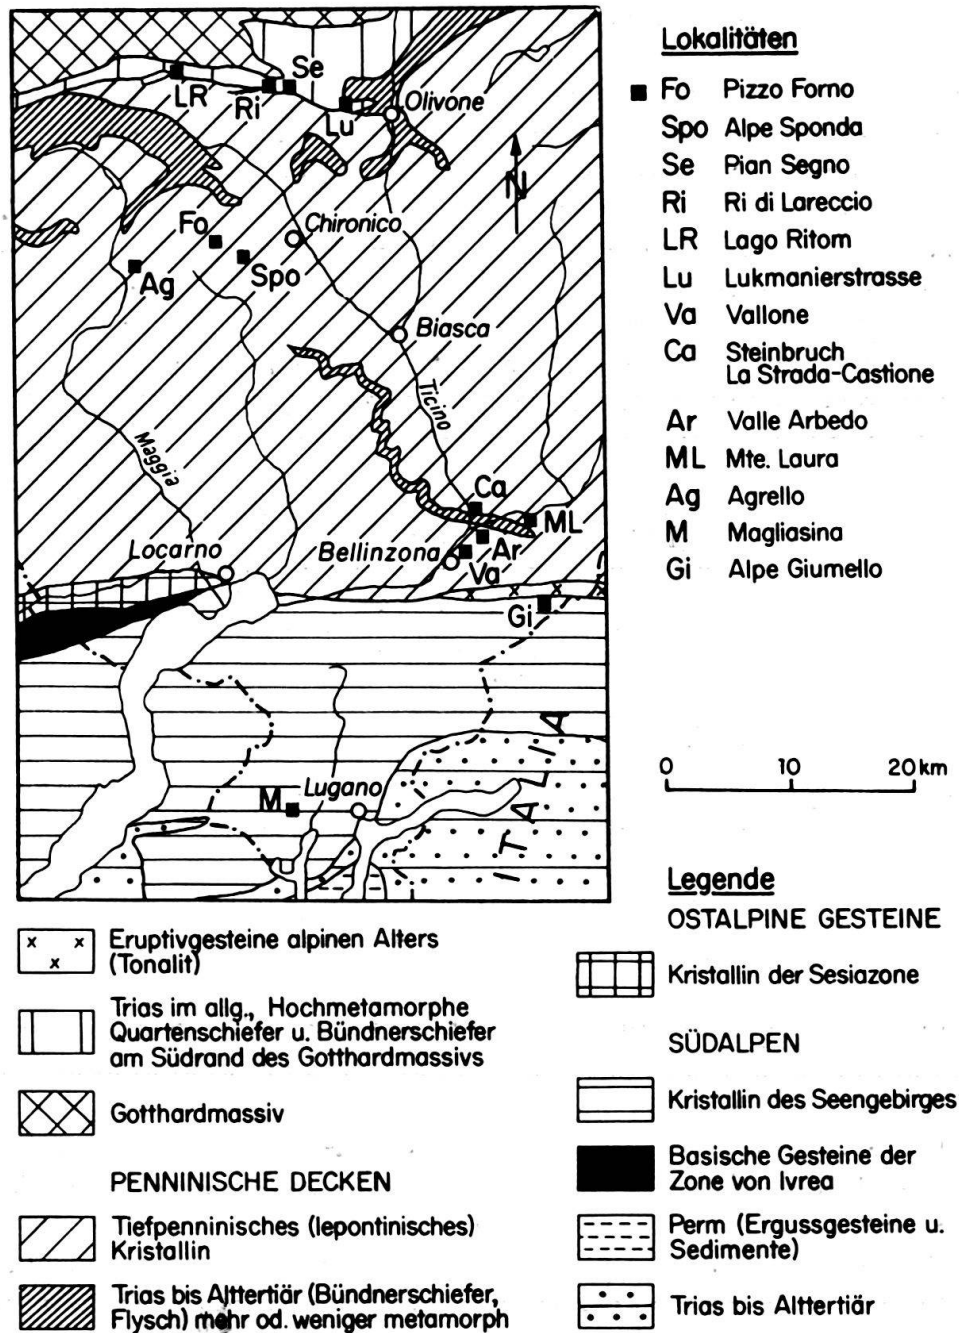 Se
LR
Ri
Lu
Olivone
N
Fo
Chironico
Ag
Spo
Biasca
Ticino
Maggia
Ca
ML
Locarno
Bellinzona
Ar
Va
Gi
ITALIA
M
Lugano
Lokalitäten
Fo Pizzo Forno
Spo Alpe Sponda
Se Pian Segno
Ri Ri di Lareccio
LR Lago Ritom
Lu Lukmanierstrasse
Va Vallone
Ca Steinbruch
La Strada-Castione
Ar Valle Arbedo
ML Mte. Laura
Ag Agrello
M Magliasina
Gi Alpe Giumello
0 10 20 km
Legende
Eruptivgesteine alpinen Alters
(Tonalit)
Trias im allg., Hochmetamorphe
Quartenschiefer u. Bündnerschiefer
am Südrand des Gotthardmassivs
Gotthardmassiv
PENNINISCHE DECKEN
Tiefpenninisches (lepontinisches)
Kristallin
Trias bis Alttertiär (Bündnerschiefer,
Flysch) mehr od. weniger metamorph
OSTALPINE GESTEINE
Kristallin der Sesiazone
SÜDALPEN
Kristallin des Seengebirges
Basische Gesteine der
Zone von Ivrea
Perm (Ergussgesteine u.
Sedimente)
Trias bis Alttertiär